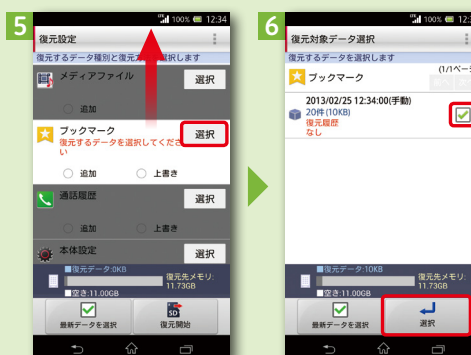 5
100% 12:34
復元設定
復元するデータ種別と復元方
選択します
メディアファイル
選択
追加
ブックマーク
選択
復元するデータを選択してくださ
い
追加
上書き
通話履歴
選択
追加
上書き
本体設定
選択
■復元データ:0KB
復元先メモリ:
11.73GB
■空き:11.00GB
最新データを選択
SD
復元開始
6
100% 12:3
復元対象データ選択
復元するデータを選択します
ブックマーク
(1/1ペー
2013/02/25 12:34:00(手動)
20件(10KB)
復元履歴
なし
■復元データ:10KB
復元先メモリ:
11.73GB
■空き:11.00GB
最新データを選択
選択